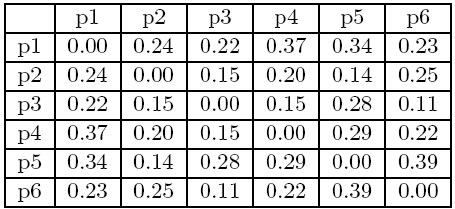 p1 p2 p3 p4 p5 p6
p1 0.00 0.24 0.22 0.37 0.34 0.23
p2 0.24 0.00 0.15 0.20 0.14 0.25
p3 0.22 0.15 0.00 0.15 0.28 0.11
p4 0.37 0.20 0.15 0.00 0.29 0.22
p5 0.34 0.14 0.28 0.29 0.00 0.39
p6 0.23 0.25 0.11 0.22 0.39 0.00